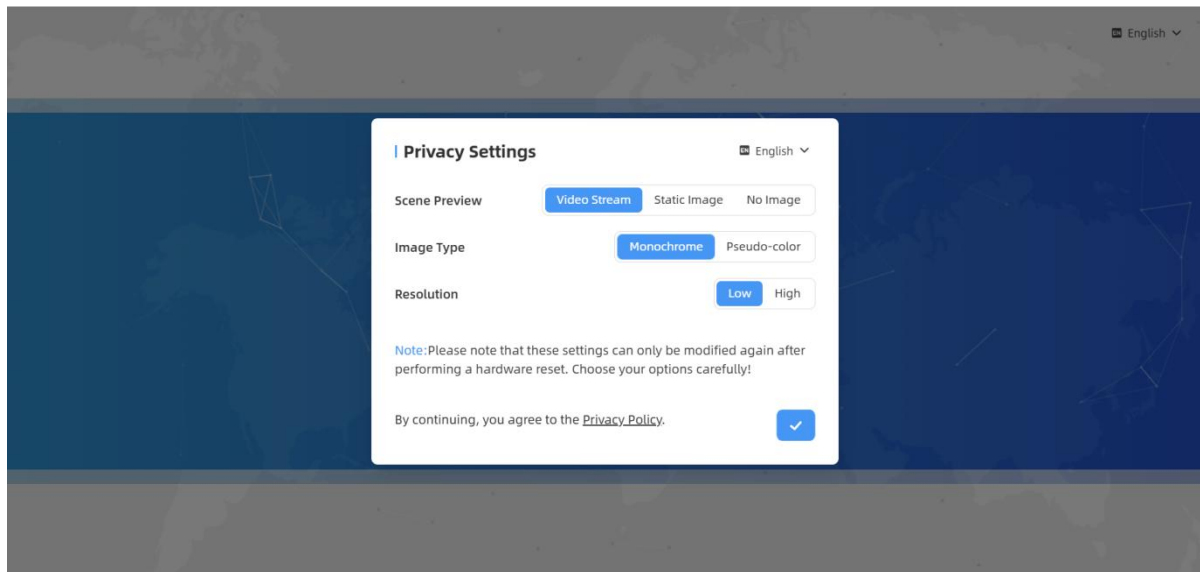 EN English
Privacy Settings
EN English
Scene Preview
Video Stream Static Image No Image
Image Type
Monochrome Pseudo-color
Resolution
Low High
Note:Please note that these settings can only be modified again after
performing a hardware reset. Choose your options carefully!
By continuing, you agree to the Privacy Policy.